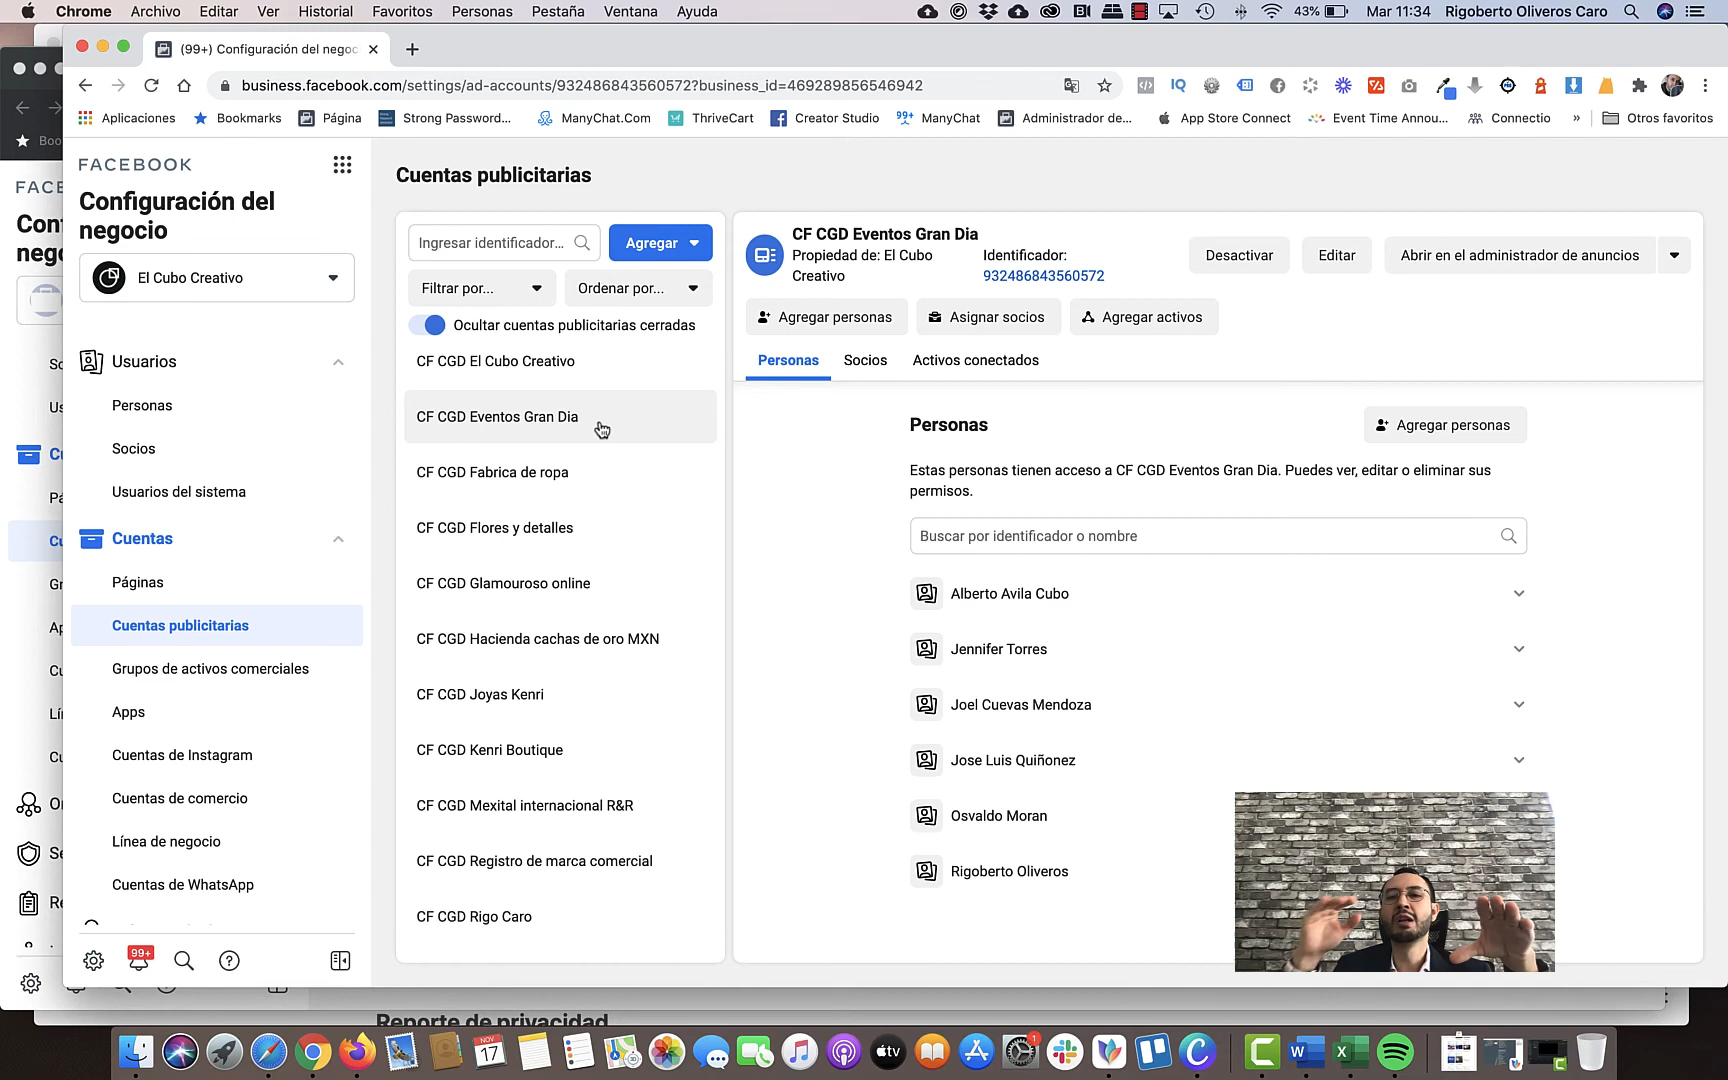 Chrome Archivo Editar Ver Historial Favoritos Personas Pestaña Ventana Ayuda
43% Mar 11:34 Rigoberto Oliveros Caro
(99+) Configuración del negoc
business.facebook.com/settings/ad-accounts/932486843560572?business_id=469289856546942
Aplicaciones Bookmarks Página Strong Password... ManyChat.Com ThriveCart Creator Studio 99+ ManyChat Administrador de... App Store Connect Event Time Annou... Connectio » Otros favoritos
FACEBOOK
Configuración del
negocio
El Cubo Creativo
Usuarios
Personas
Socios
Usuarios del sistema
Cuentas
Páginas
Cuentas publicitarias
Grupos de activos comerciales
Apps
Cuentas de Instagram
Cuentas de comercio
Línea de negocio
Cuentas de WhatsApp
99+
Cuentas publicitarias
Ingresar identificador...
Agregar
Filtrar por...
Ordenar por...
Ocultar cuentas publicitarias cerradas
CF CGD El Cubo Creativo
CF CGD Eventos Gran Dia
CF CGD Fabrica de ropa
CF CGD Flores y detalles
CF CGD Glamouroso online
CF CGD Hacienda cachas de oro MXN
CF CGD Joyas Kenri
CF CGD Kenri Boutique
CF CGD Mexital internacional R&R
CF CGD Registro de marca comercial
CF CGD Rigo Caro
CF CGD Eventos Gran Dia
Propiedad de: El Cubo
Creativo
Identificador:
932486843560572
Desactivar
Editar
Abrir en el administrador de anuncios
Agregar personas
Asignar socios
Agregar activos
Personas
Socios
Activos conectados
Personas
Agregar personas
Estas personas tienen acceso a CF CGD Eventos Gran Dia. Puedes ver, editar o eliminar sus
permisos.
Buscar por identificador o nombre
Alberto Avila Cubo
Jennifer Torres
Joel Cuevas Mendoza
Jose Luis Quiñonez
Osvaldo Moran
Rigoberto Oliveros
Reporte de privacidad
NOV
17
tv
1